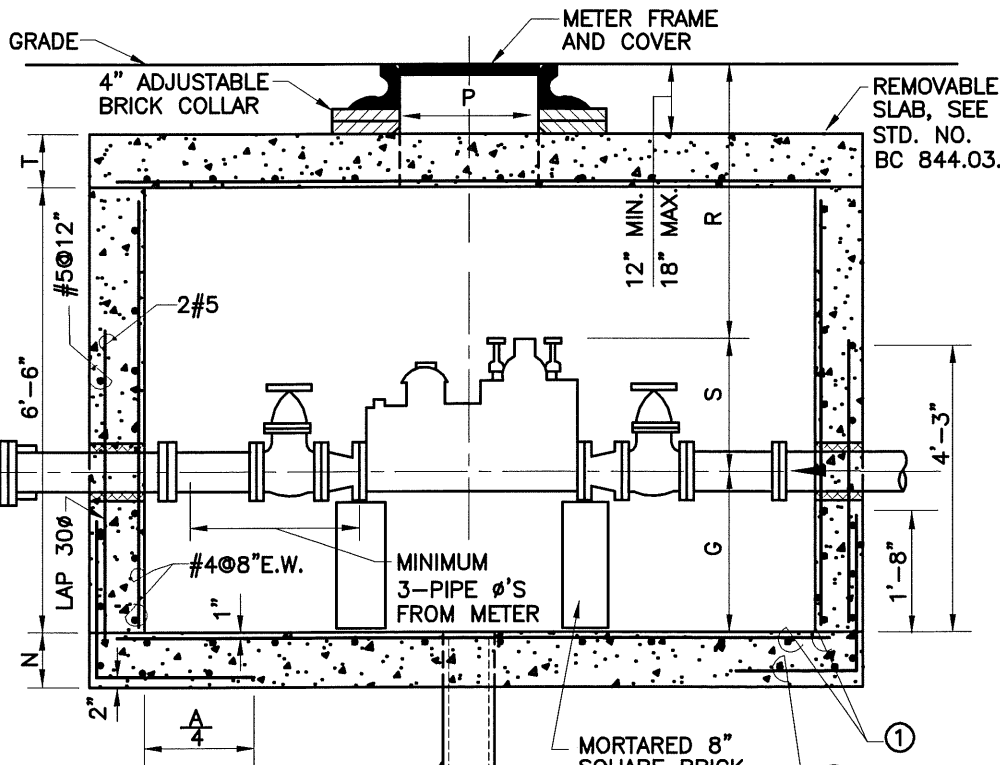 METER FRAME
AND COVER
GRADE
4" ADJUSTABLE
BRICK COLLAR
P
REMOVABLE
SLAB, SEE
STD. NO.
BC 844.03.
T
#5@12"
2#5
12" MIN.
18" MAX.
R
6'-6"
S
4'-3"
LAP 30Ø
#4@8"E.W.
1"
MINIMUM
3-PIPE Ø'S
FROM METER
G
1'-8"
N
2"
A
4
MORTARED 8"
SQUARE BRICK
1